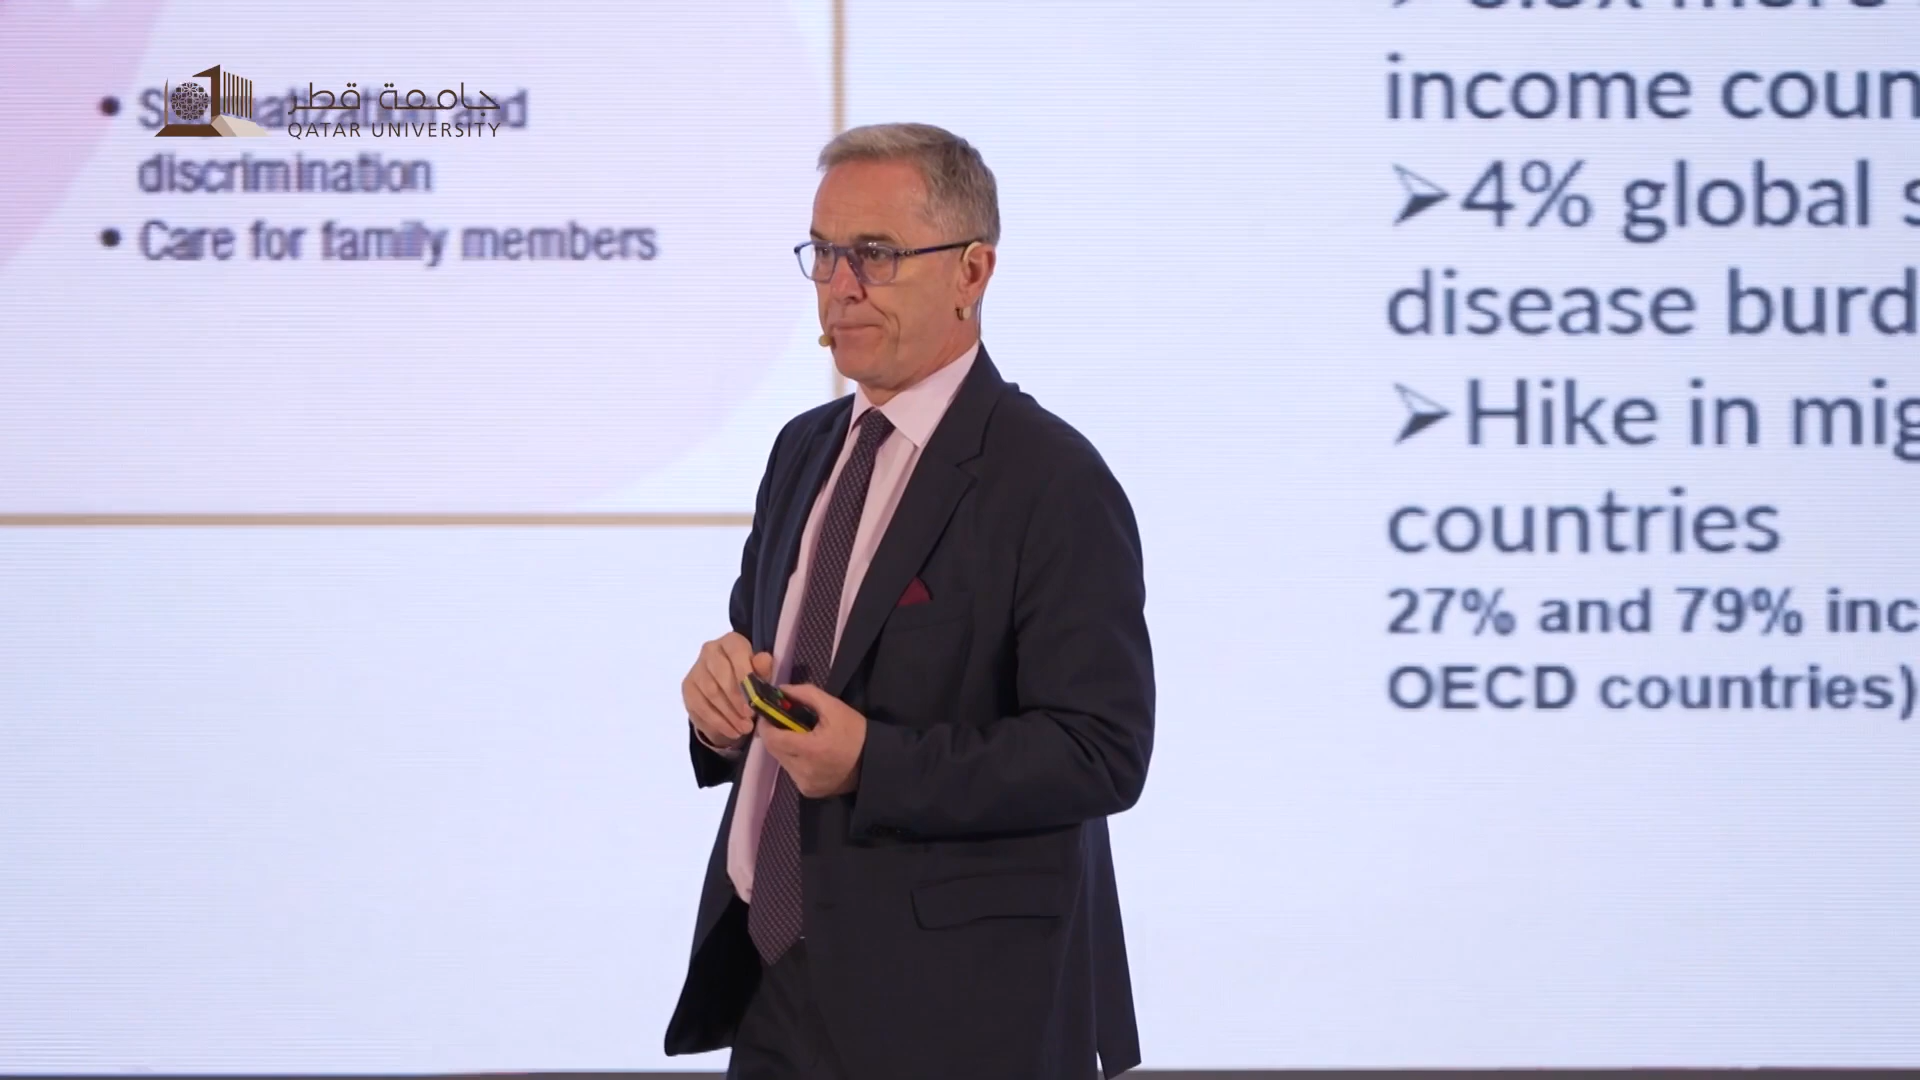 جامعة قطر
QATAR UNIVERSITY
and
discrimination
Care for family members
income coun
➢4% global s
disease burd
➢Hike in mig
countries
27% and 79% inc
OECD countries)